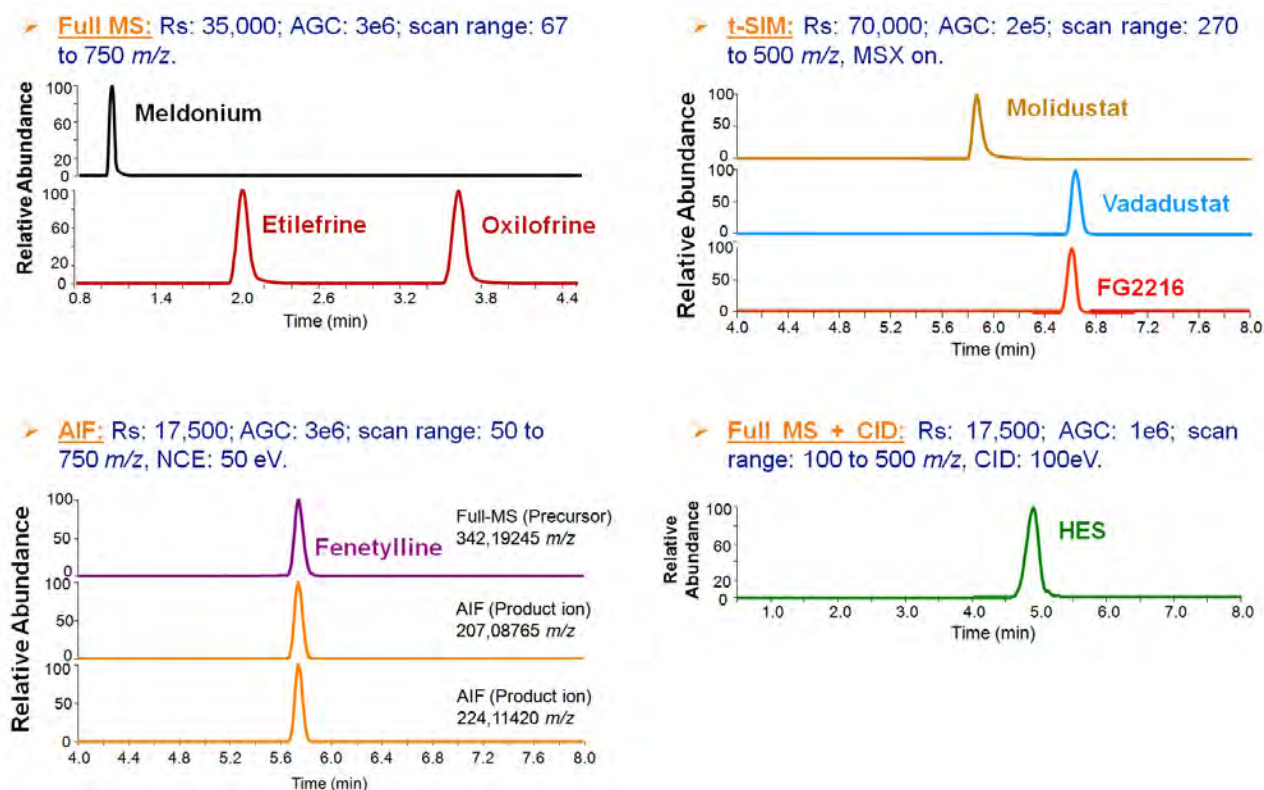 ➤ Full MS: Rs: 35,000; AGC: 3e6; scan range: 67
to 750 m/z.
Relative Abundance
100
60
20
0
Meldonium
100
60
20
0
Etilefrine
Oxilofrine
0.8 1.4 2.0 2.6 3.2 3.8 4.4
Time (min)
➤ t-SIM: Rs: 70,000; AGC: 2e5; scan range: 270
to 500 m/z, MSX on.
Relative Abundance
100
50
0
Molidustat
100
50
0
Vadadustat
100
50
0
FG2216
4.0 4.4 4.8 5.2 5.6 6.0 6.4 6.8 7.2 7.6 8.0
Time (min)
➤ AIF: Rs: 17,500; AGC: 3e6; scan range: 50 to
750 m/z, NCE: 50 eV.
Relative Abundance
100
50
0
Fenetylline
Full-MS (Precursor)
342,19245 m/z
100
50
0
AIF (Product ion)
207,08765 m/z
100
50
0
AIF (Product ion)
224,11420 m/z
4.0 4.4 4.8 5.2 5.6 6.0 6.4 6.8 7.2 7.6 8.0
Time (min)
➤ Full MS + CID: Rs: 17,500; AGC: 1e6; scan
range: 100 to 500 m/z, CID: 100eV.
Relative
Abundance
100
60
20
0
HES
1.0 2.0 3.0 4.0 5.0 6.0 7.0 8.0
Time (min)